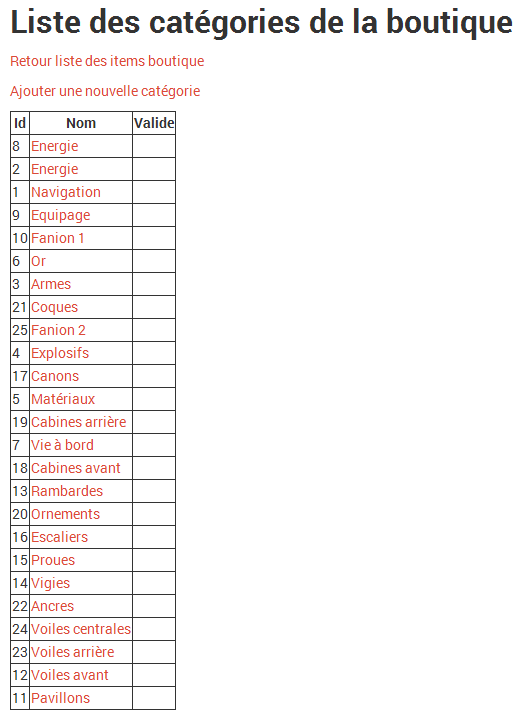 Liste des catégories de la boutique
Retour liste des items boutique
Ajouter une nouvelle catégorie
Id Nom Valide
8 Energie
2 Energie
1 Navigation
9 Equipage
10 Fanion 1
6 Or
3 Armes
21 Coques
25 Fanion 2
4 Explosifs
17 Canons
5 Matériaux
19 Cabines arrière
7 Vie à bord
18 Cabines avant
13 Rambardes
20 Ornements
16 Escaliers
15 Proues
14 Vigies
22 Ancres
24 Voiles centrales
23 Voiles arrière
12 Voiles avant
11 Pavillons